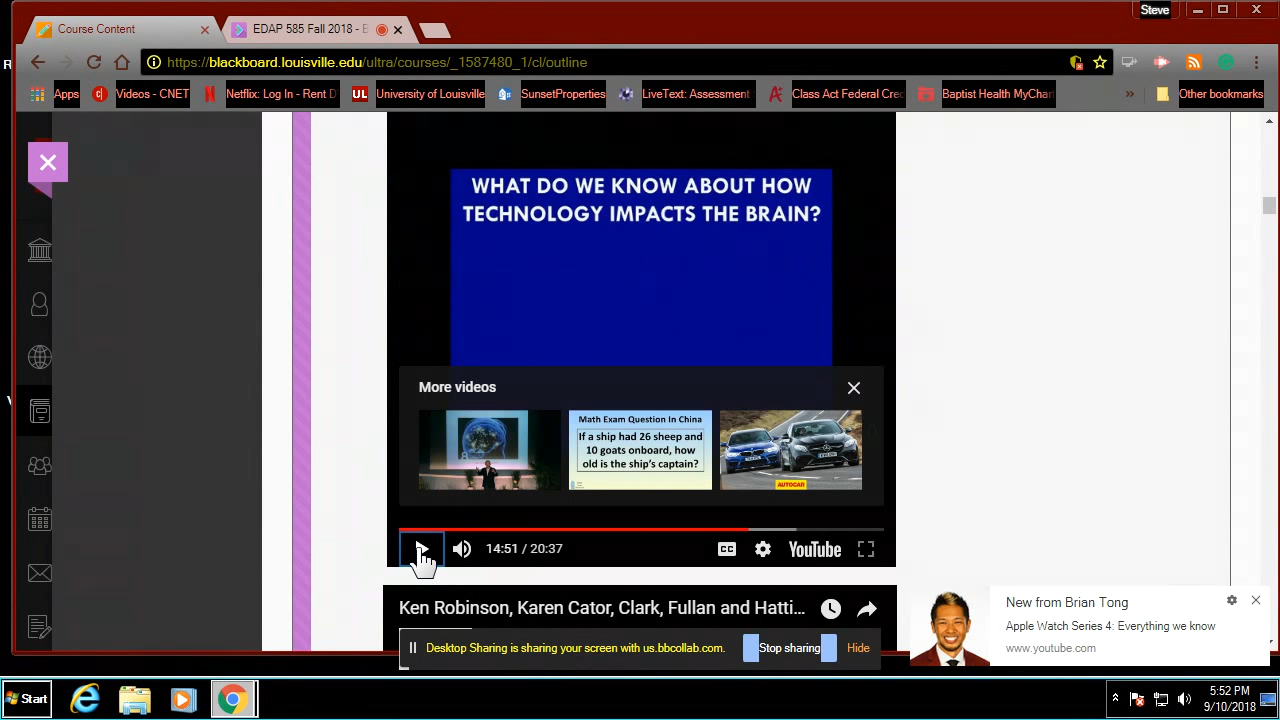 Steve
Course Content
EDAP 585 Fall 2018 - B
https://blackboard.louisville.edu/ultra/courses/_1587480_1/cl/outline
Apps
Videos - CNET
Netflix: Log In - Rent D
UL
University of Louisville
SunsetProperties
LiveText: Assessment
Class Act Federal Cred
Baptist Health MyChar
»
Other bookmarks
WHAT DO WE KNOW ABOUT HOW
TECHNOLOGY IMPACTS THE BRAIN?
More videos
Math Exam Question In China
If a ship had 26 sheep and
10 goats onboard, how
old is the ship's captain?
AUTOCAR
14:51 / 20:37
CC
YouTube
Ken Robinson, Karen Cator, Clark, Fullan and Hatti...
Desktop Sharing is sharing your screen with us.bbcollab.com.
Stop sharing
Hide
New from Brian Tong
Apple Watch Series 4: Everything we know
www.youtube.com
Start
5:52 PM
9/10/2018